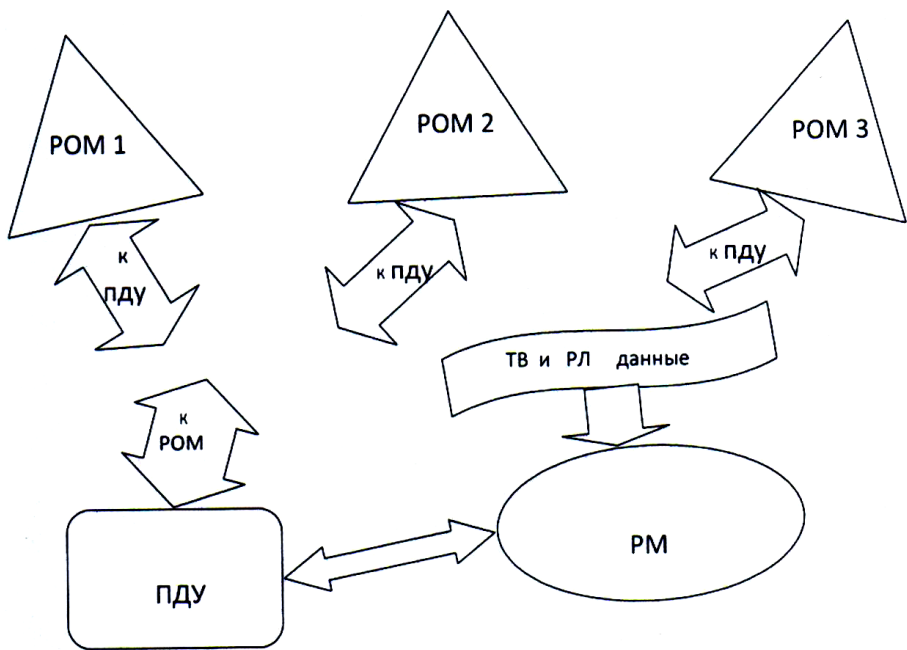 РОМ 1
РОМ 2
РОМ 3
к
ПДУ
к ПДУ
к ПДУ
ТВ и РЛ данные
к
РОМ
ПДУ
РМ